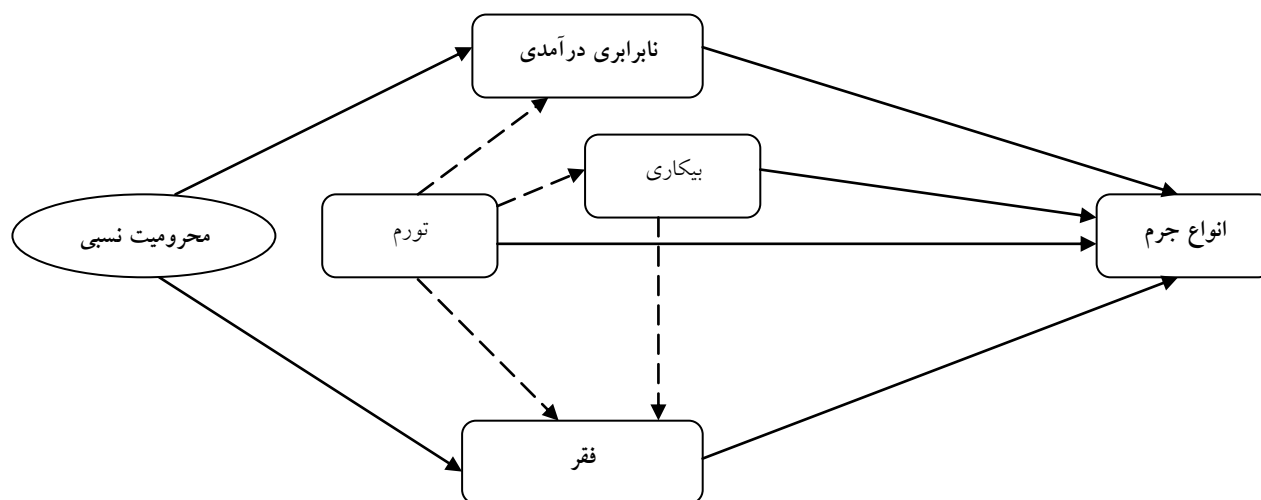 نابرابری درآمدی
بیکاری
انواع جرم
تورم
محرومیت نسبی
فقر